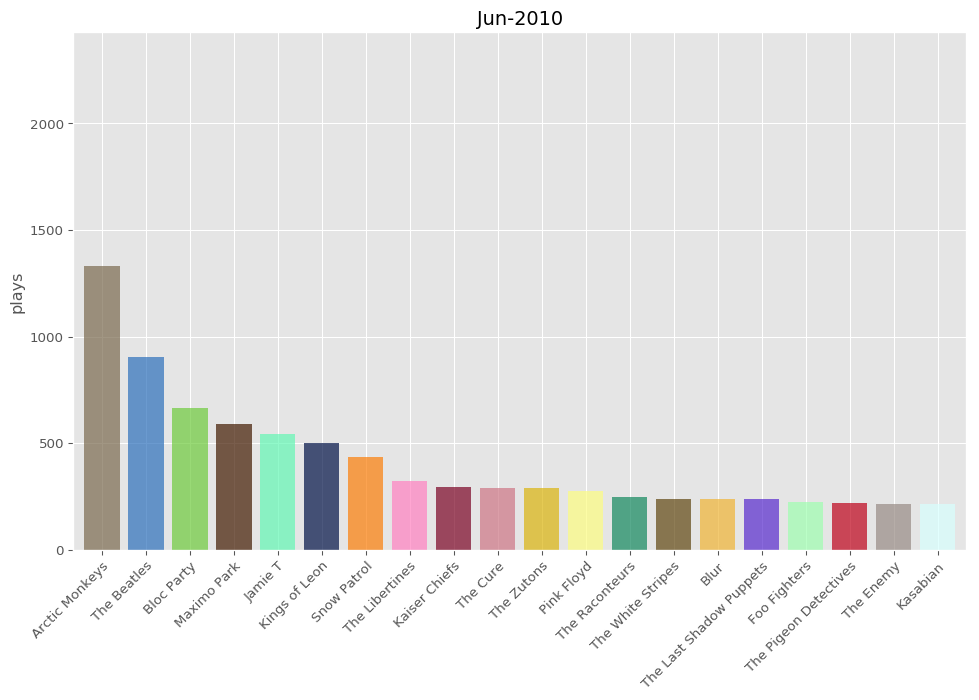 Jun-2010
plays
2000
1500
1000
500
0
Arctic Monkeys
The Beatles
Bloc Party
Maximo Park
Jamie T
Kings of Leon
Snow Patrol
The Libertines
Kaiser Chiefs
The Cure
The Zutons
Pink Floyd
The Raconteurs
The White Stripes
Blur
The Last Shadow Puppets
Foo Fighters
The Pigeon Detectives
The Enemy
Kasabian